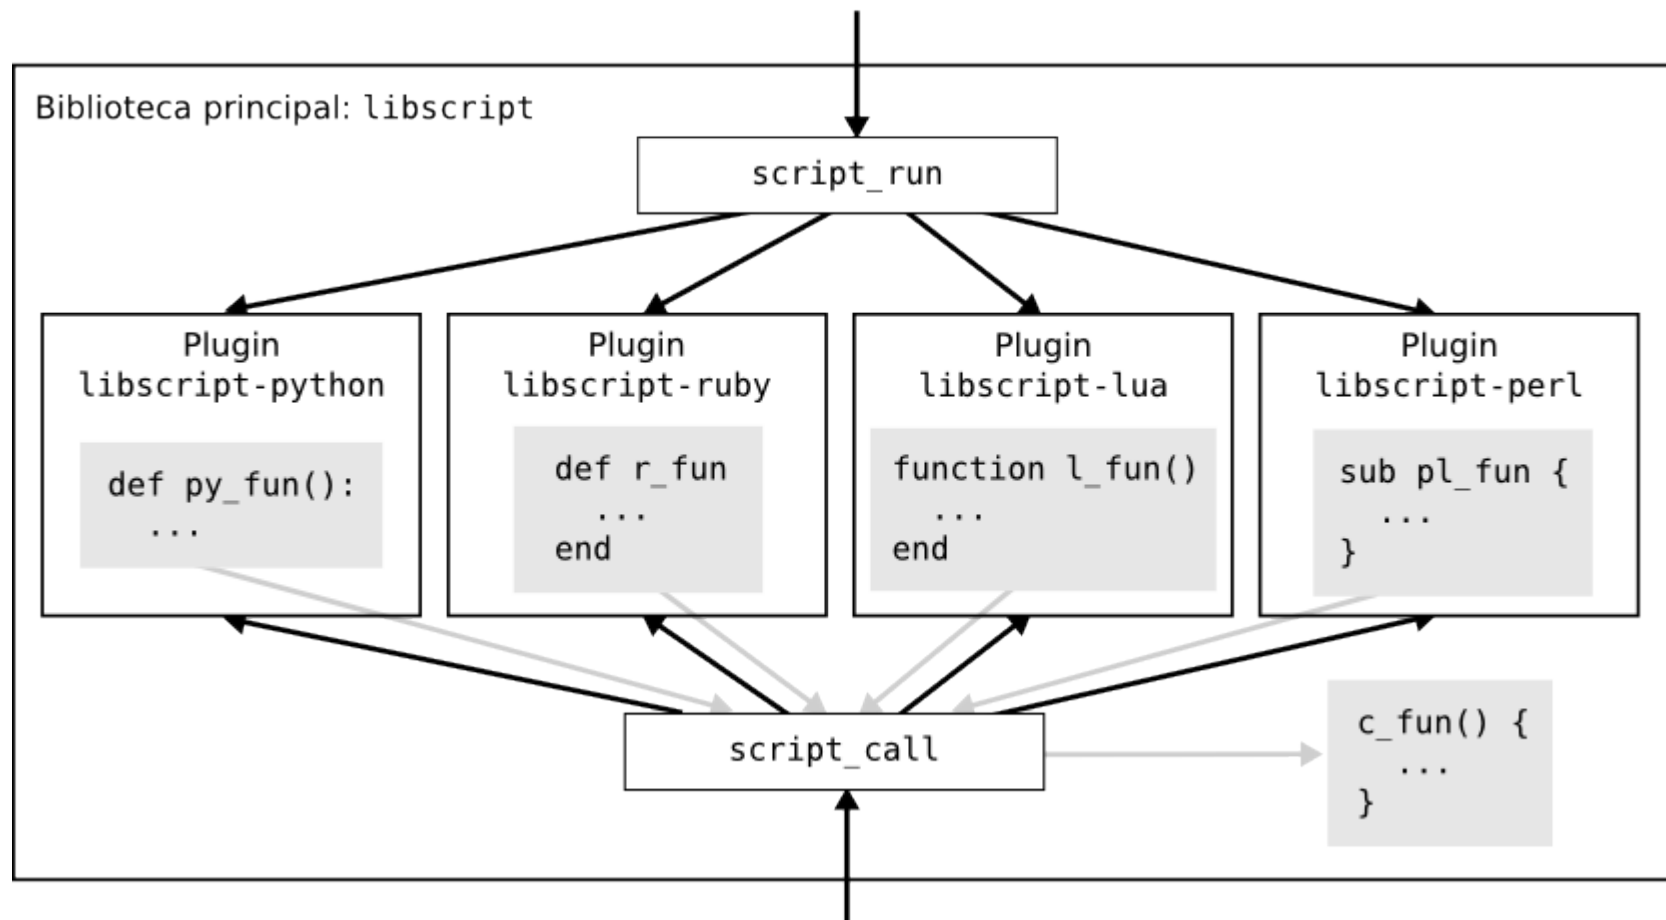 Biblioteca principal: libscript
script_run
Plugin
libscript-python
def py_fun():
...
Plugin
libscript-ruby
def r_fun
...
end
Plugin
libscript-lua
function l_fun()
...
end
Plugin
libscript-perl
sub pl_fun {
...
}
script_call
c_fun() {
...
}